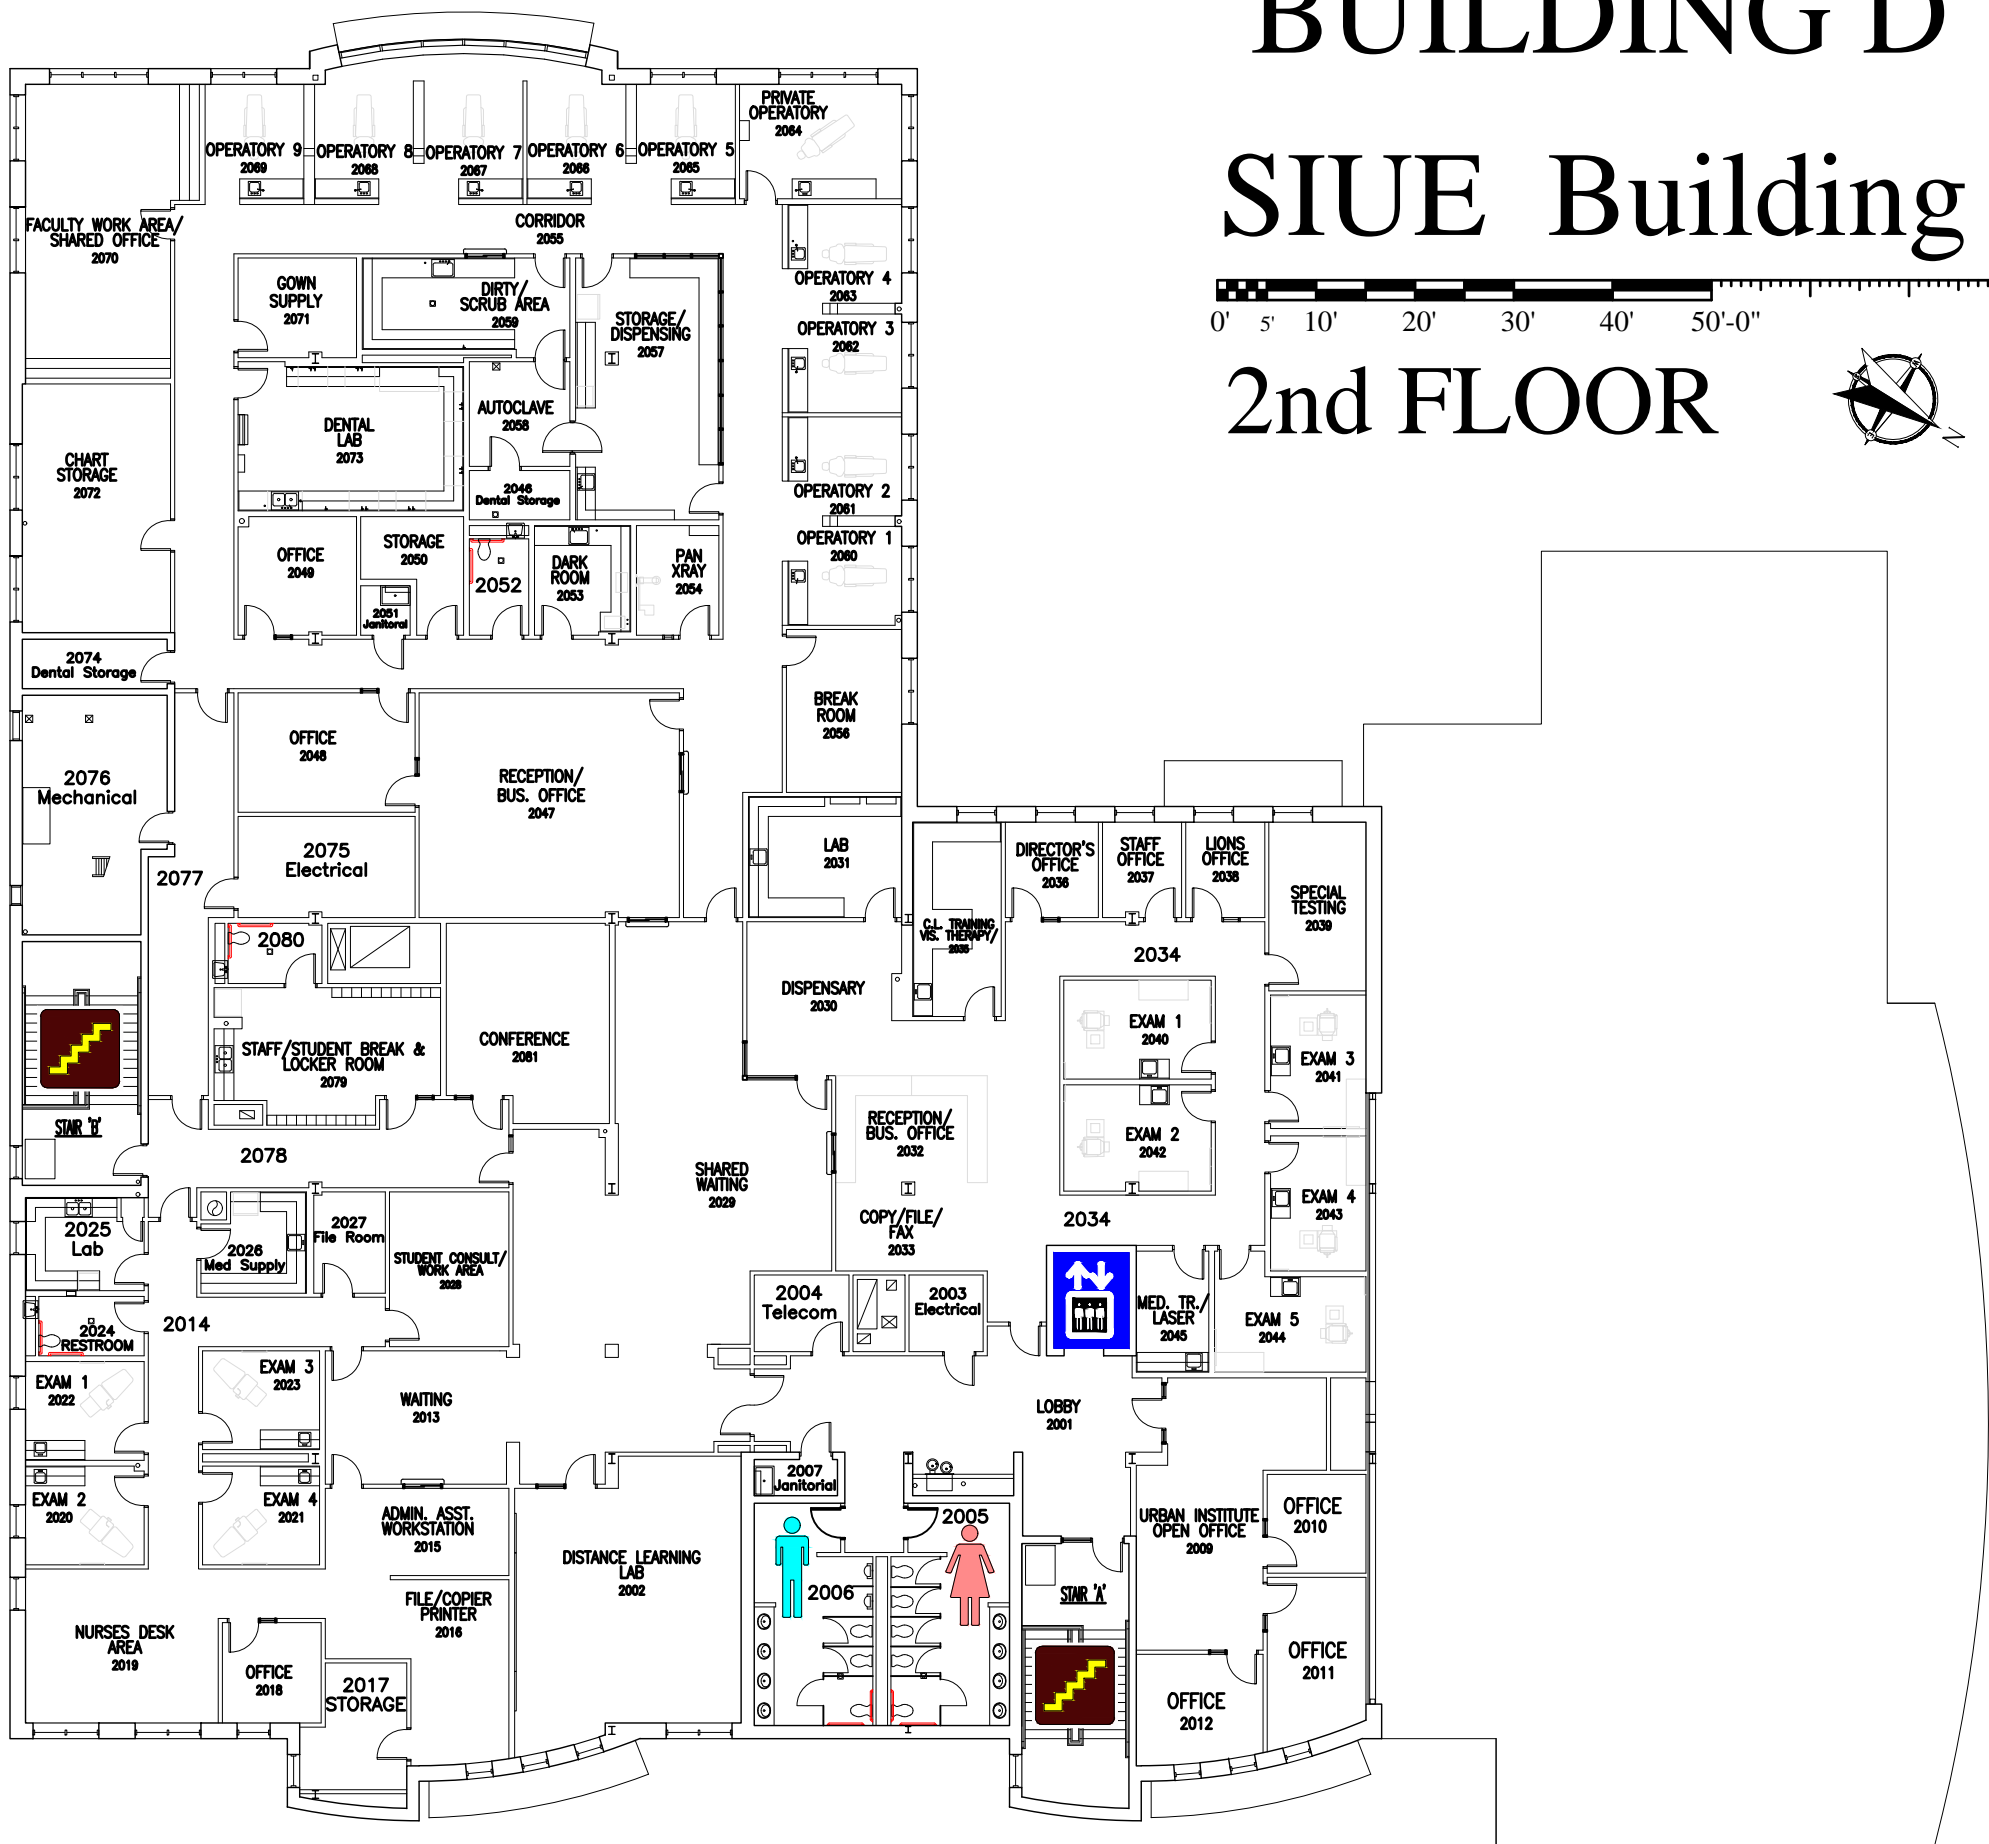 BUILDING D
SIUE Building
0' 5' 10' 20' 30' 40' 50'-0"
2nd FLOOR
N
PRIVATE
OPERATORY
2064
OPERATORY 9
2069
OPERATORY 8
2068
OPERATORY 7
2067
OPERATORY 6
2066
OPERATORY 5
2065
FACULTY WORK AREA/
SHARED OFFICE
2070
CORRIDOR
2055
GOWN
SUPPLY
2071
DIRTY/
SCRUB AREA
2059
STORAGE/
DISPENSING
2057
OPERATORY 4
2063
OPERATORY 3
2062
AUTOCLAVE
2058
DENTAL
LAB
2073
CHART
STORAGE
2072
2046
Dental Storage
OPERATORY 2
2061
OPERATORY 1
2060
OFFICE
2049
STORAGE
2050
2051
Janitoral
2052
DARK
ROOM
2053
PAN
XRAY
2054
2074
Dental Storage
BREAK
ROOM
2056
OFFICE
2048
RECEPTION/
BUS. OFFICE
2047
2076
Mechanical
2075
Electrical
2077
LAB
2031
DIRECTOR'S
OFFICE
2036
STAFF
OFFICE
2037
LIONS
OFFICE
2038
SPECIAL
TESTING
2039
C.L. TRAINING
VIS. THERAPY/
2035
2080
2034
DISPENSARY
2030
STAFF/STUDENT BREAK &
LOCKER ROOM
2079
CONFERENCE
2081
EXAM 1
2040
EXAM 3
2041
STAIR 'B'
RECEPTION/
BUS. OFFICE
2032
EXAM 2
2042
2078
SHARED
WAITING
2029
EXAM 4
2043
2025
Lab
2026
Med Supply
2027
File Room
STUDENT CONSULT/
WORK AREA
2028
COPY/FILE/
FAX
2033
2034
2004
Telecom
2003
Electrical
MED. TR./
LASER
2045
EXAM 5
2044
2024
RESTROOM
2014
EXAM 1
2022
EXAM 3
2023
WAITING
2013
LOBBY
2001
2007
Janitorial
EXAM 2
2020
EXAM 4
2021
ADMIN. ASST.
WORKSTATION
2015
2005
URBAN INSTITUTE
OPEN OFFICE
2009
OFFICE
2010
DISTANCE LEARNING
LAB
2002
2006
STAIR 'A'
FILE/COPIER
PRINTER
2016
NURSES DESK
AREA
2019
OFFICE
2018
2017
STORAGE
OFFICE
2011
OFFICE
2012